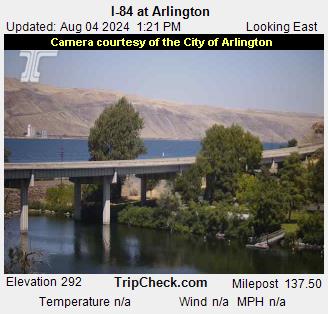 I-84 at Arlington
Updated: Aug 04 2024 1:21 PM Looking East
Camera courtesy of the City of Arlington
Elevation 292 TripCheck.com Milepost 137.50
Temperature n/a Wind n/a MPH n/a